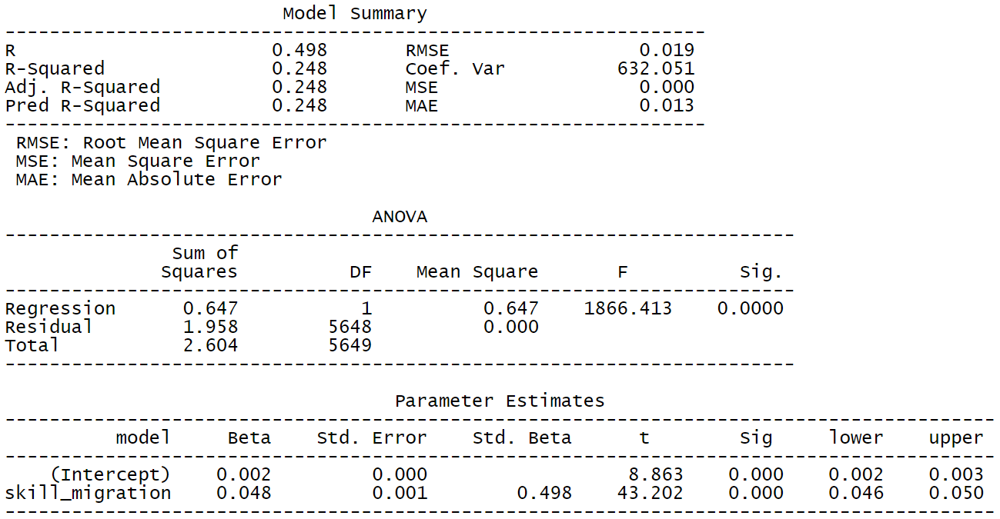 Model Summary
---------------------------------------------------------------
R                        0.498       RMSE                 0.019
R-Squared                0.248       Coef. Var          632.051
Adj. R-Squared           0.248       MSE                  0.000
Pred R-Squared           0.248       MAE                  0.013
---------------------------------------------------------------
RMSE: Root Mean Square Error
MSE: Mean Square Error
MAE: Mean Absolute Error
ANOVA
-----------------------------------------------------------------------
Sum of
Squares          DF    Mean Square       F          Sig.
-----------------------------------------------------------------------
Regression      0.647           1          0.647    1866.413    0.0000
Residual        1.958        5648          0.000
Total           2.604        5649
-----------------------------------------------------------------------
Parameter Estimates
-----------------------------------------------------------------------------------------
model     Beta    Std. Error    Std. Beta      t        Sig     lower    upper
-----------------------------------------------------------------------------------------
(Intercept)    0.002         0.000                  8.863    0.000    0.002    0.003
skill_migration    0.048         0.001        0.498    43.202    0.000    0.046    0.050
-----------------------------------------------------------------------------------------